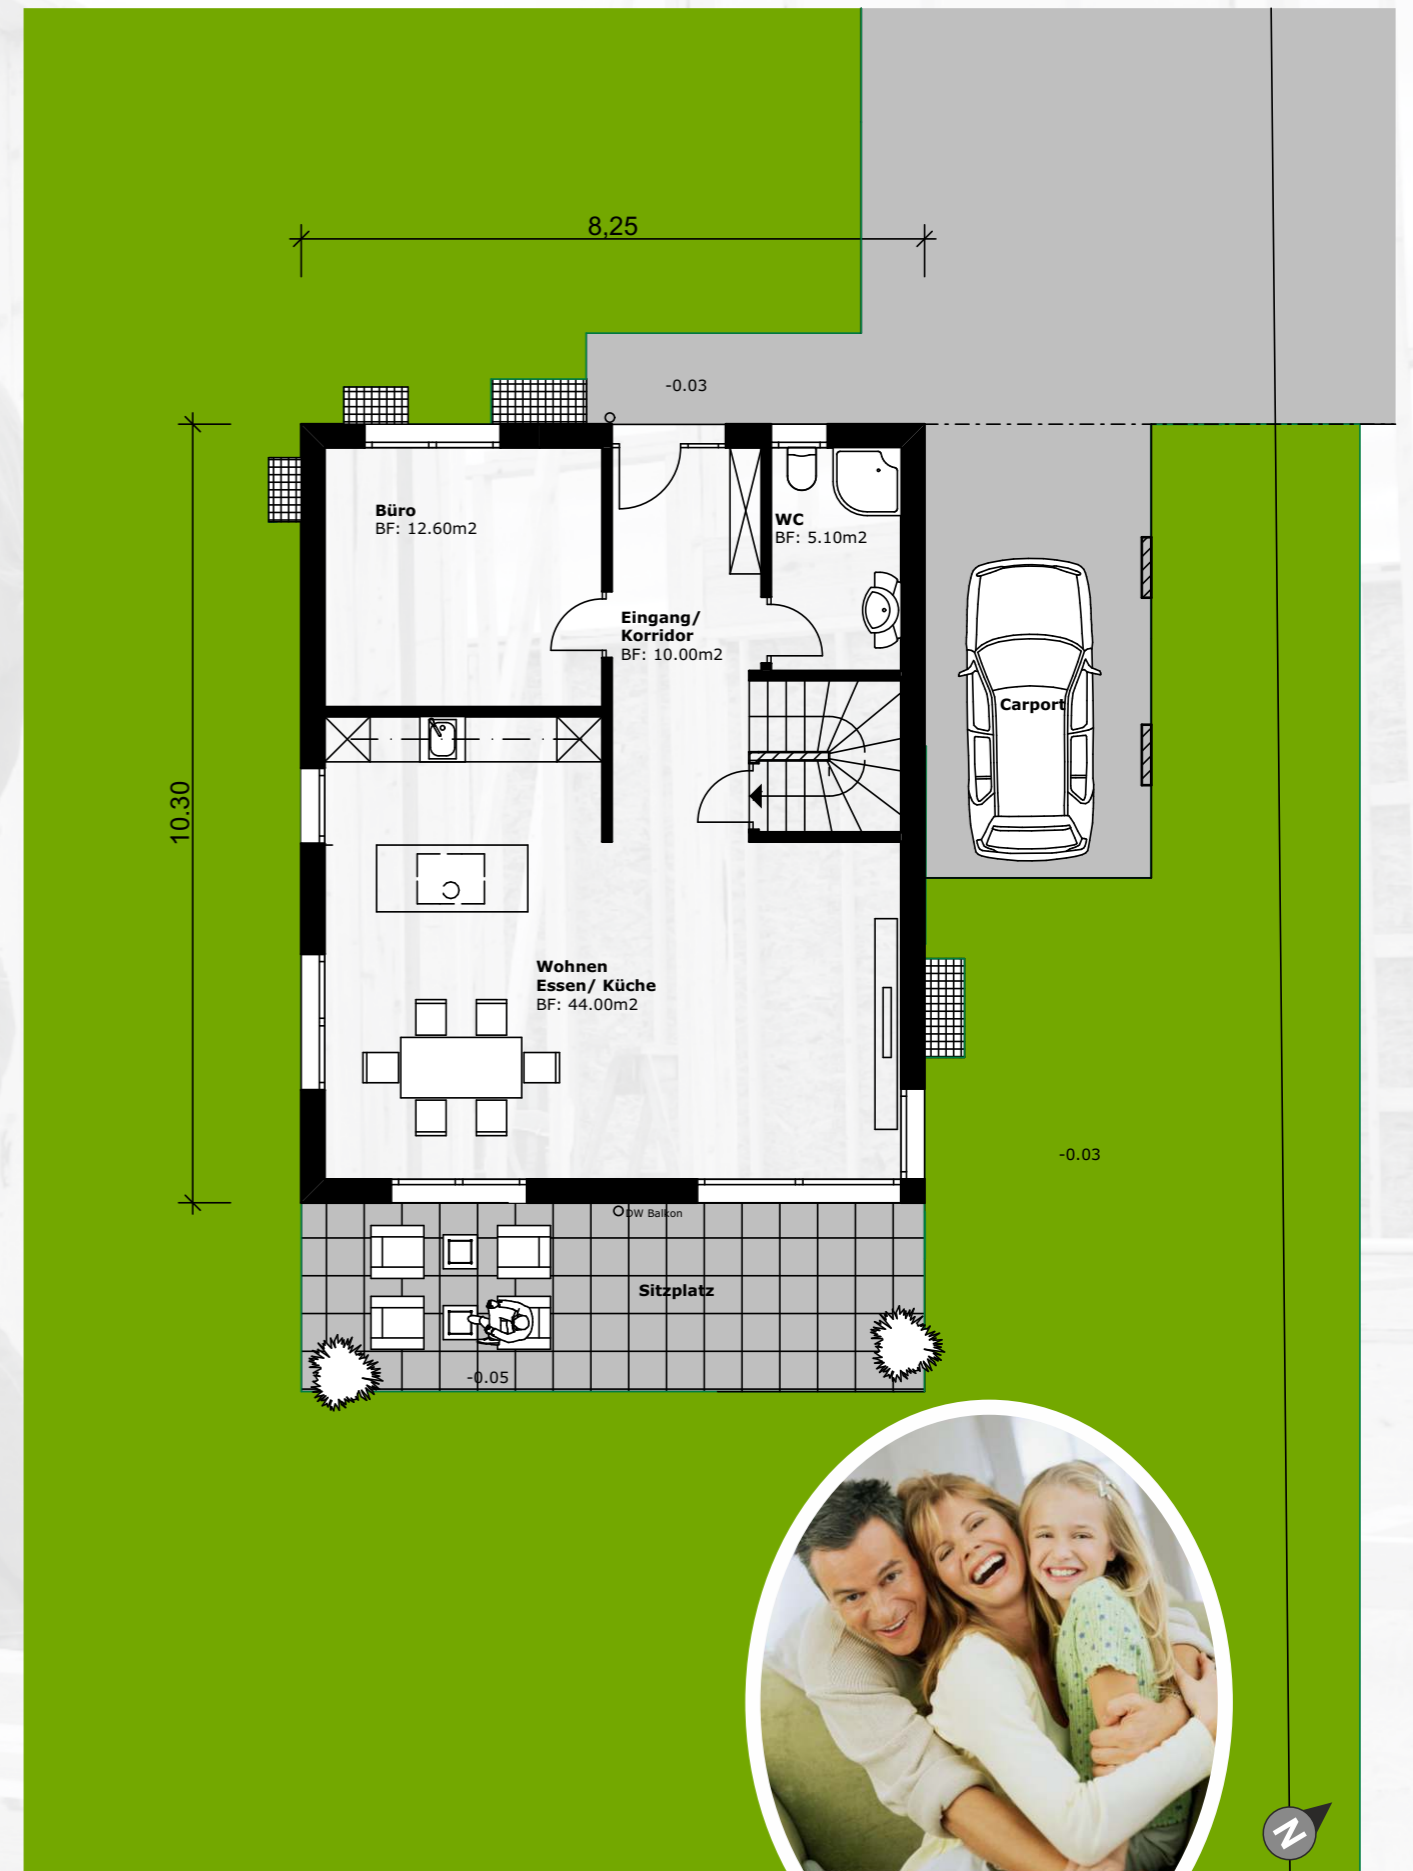 8,25
-0.03
Büro
BF: 12.60m2
WC
BF: 5.10m2
Eingang/
Korridor
BF: 10.00m2
Carport
10.30
Wohnen
Essen/ Küche
BF: 44.00m2
-0.03
DW Balkon
Sitzplatz
-0.05
N